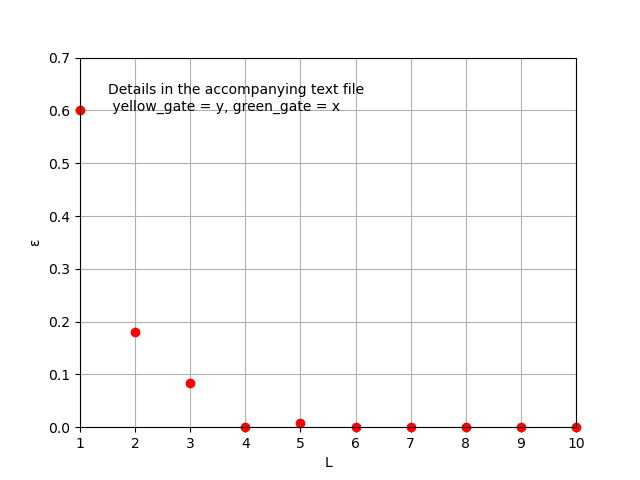 Details in the accompanying text file
yellow_gate = y, green_gate = x
0.7
0.6
0.5
0.4
0.3
0.2
0.1
0.0
ε
1 2 3 4 5 6 7 8 9 10
L